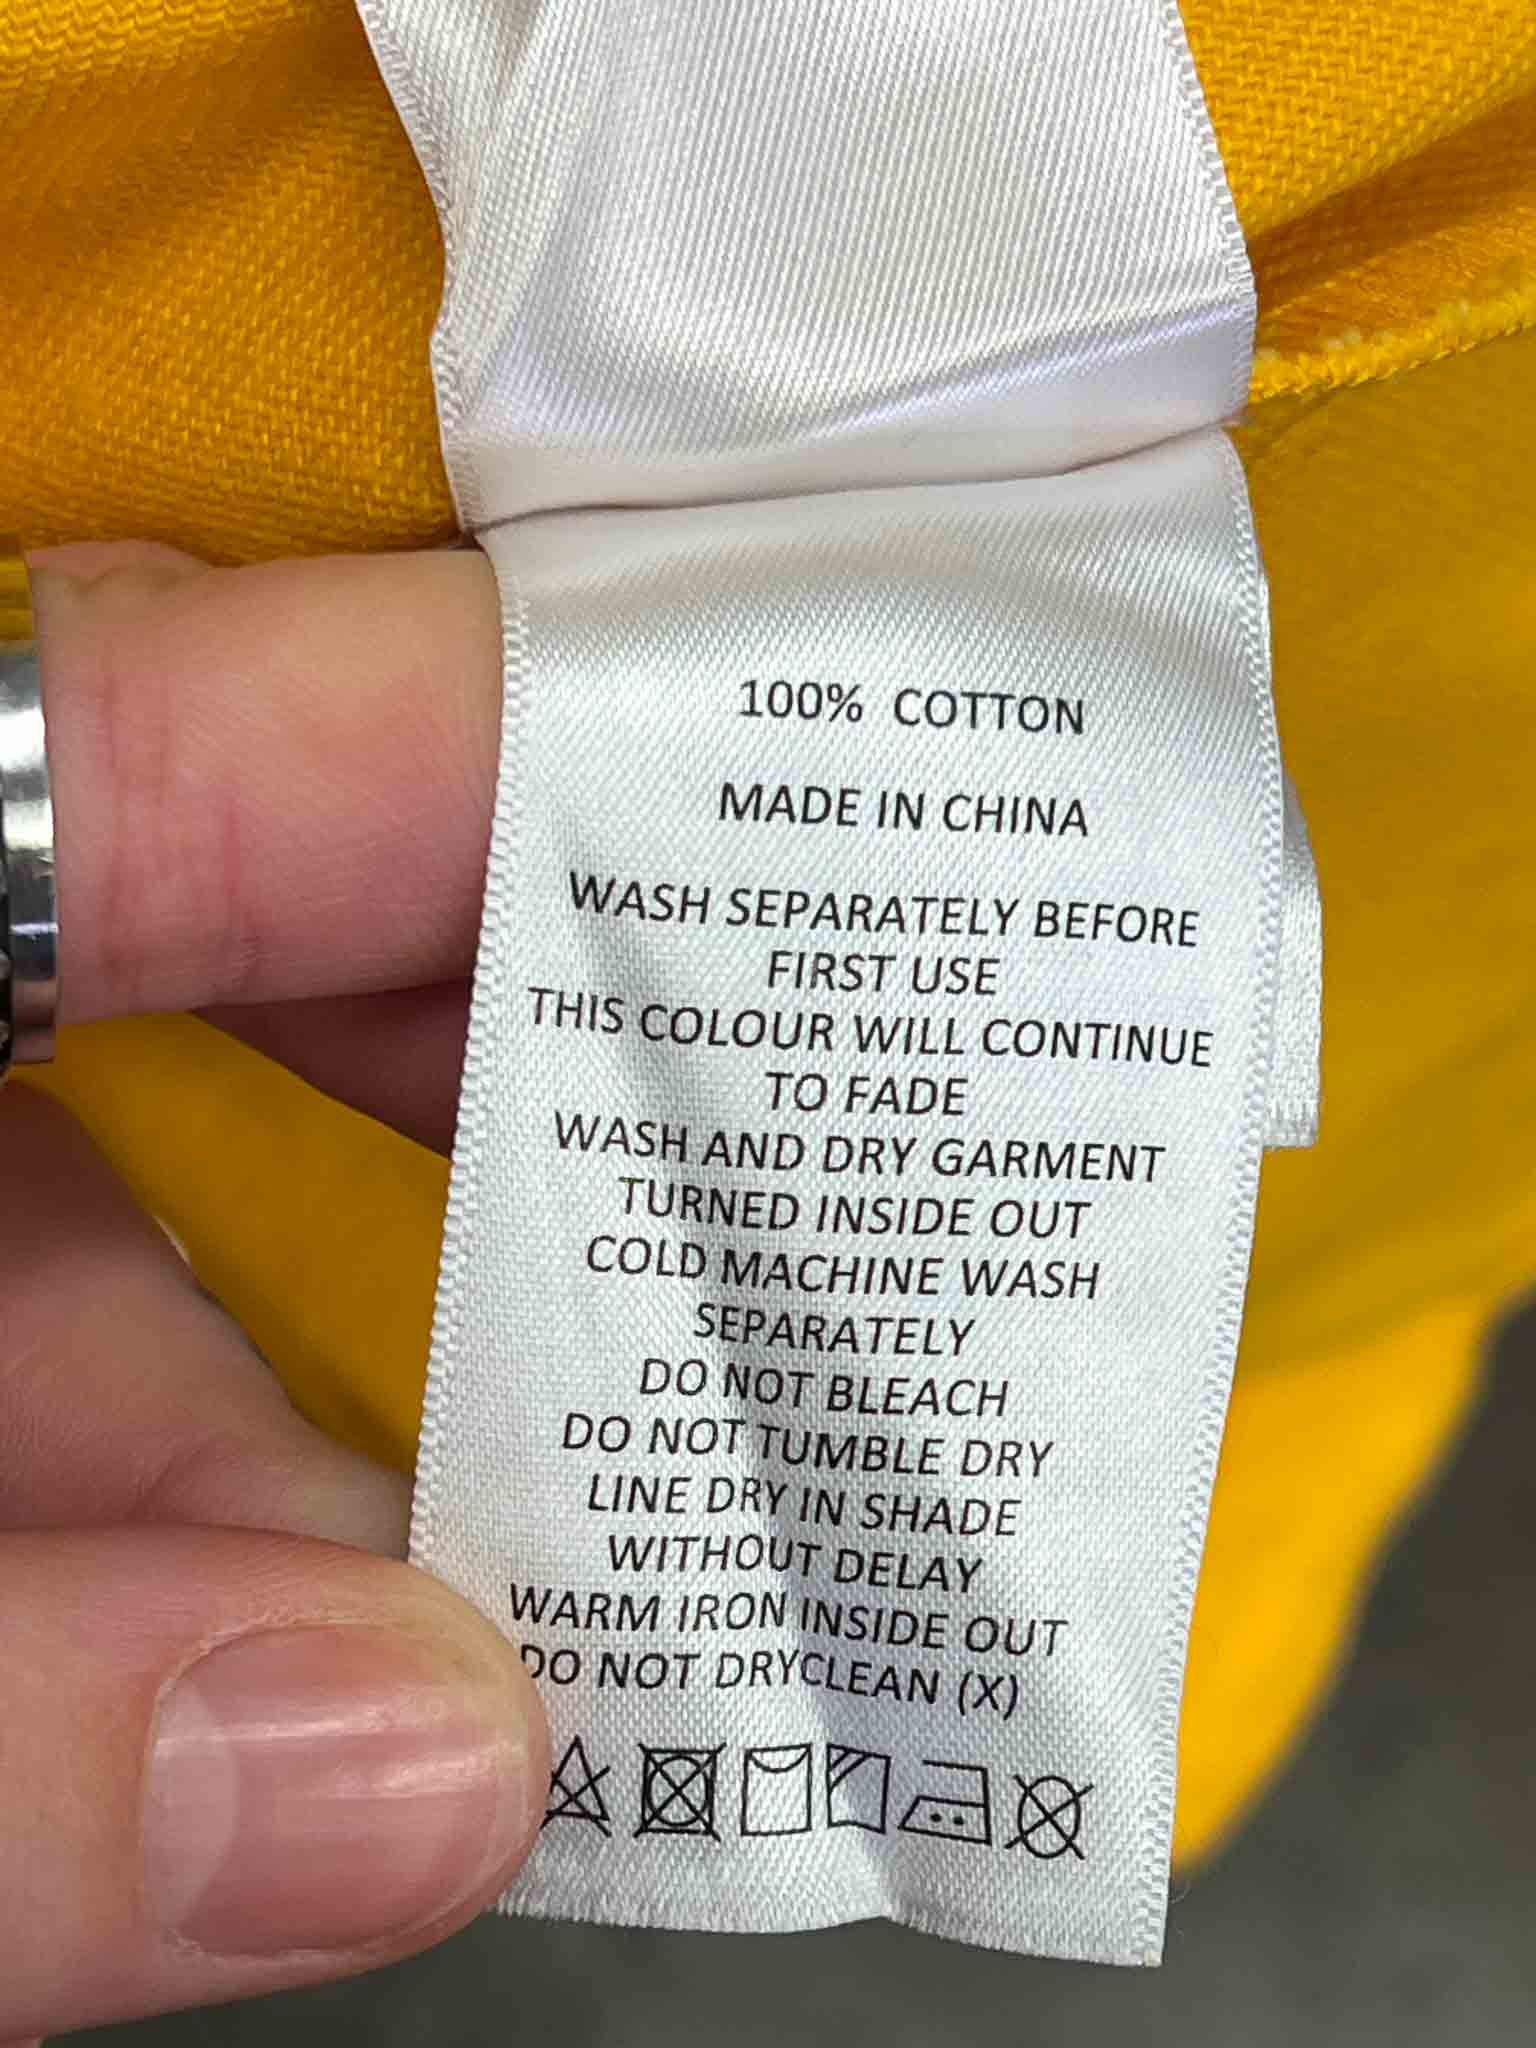 100% COTTON
MADE IN CHINA
WASH SEPARATELY BEFORE
FIRST USE
THIS COLOUR WILL CONTINUE
TO FADE
WASH AND DRY GARMENT
TURNED INSIDE OUT
COLD MACHINE WASH
SEPARATELY
DO NOT BLEACH
DO NOT TUMBLE DRY
LINE DRY IN SHADE
WITHOUT DELAY
WARM IRON INSIDE OUT
DO NOT DRYCLEAN (X)